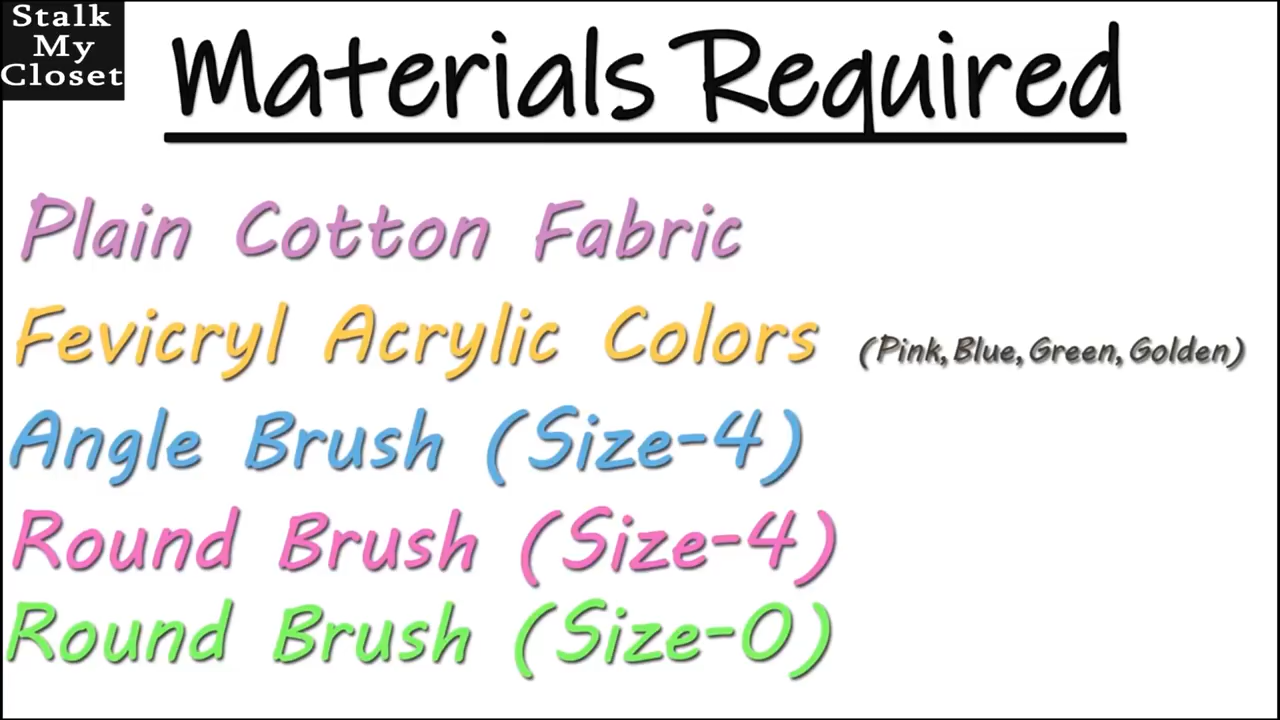 Stalk
My
Closet
Materials Required
Plain Cotton Fabric
Fevicryl Acrylic Colors (Pink, Blue, Green, Golden)
Angle Brush (Size-4)
Round Brush (Size-4)
Round Brush (Size-0)